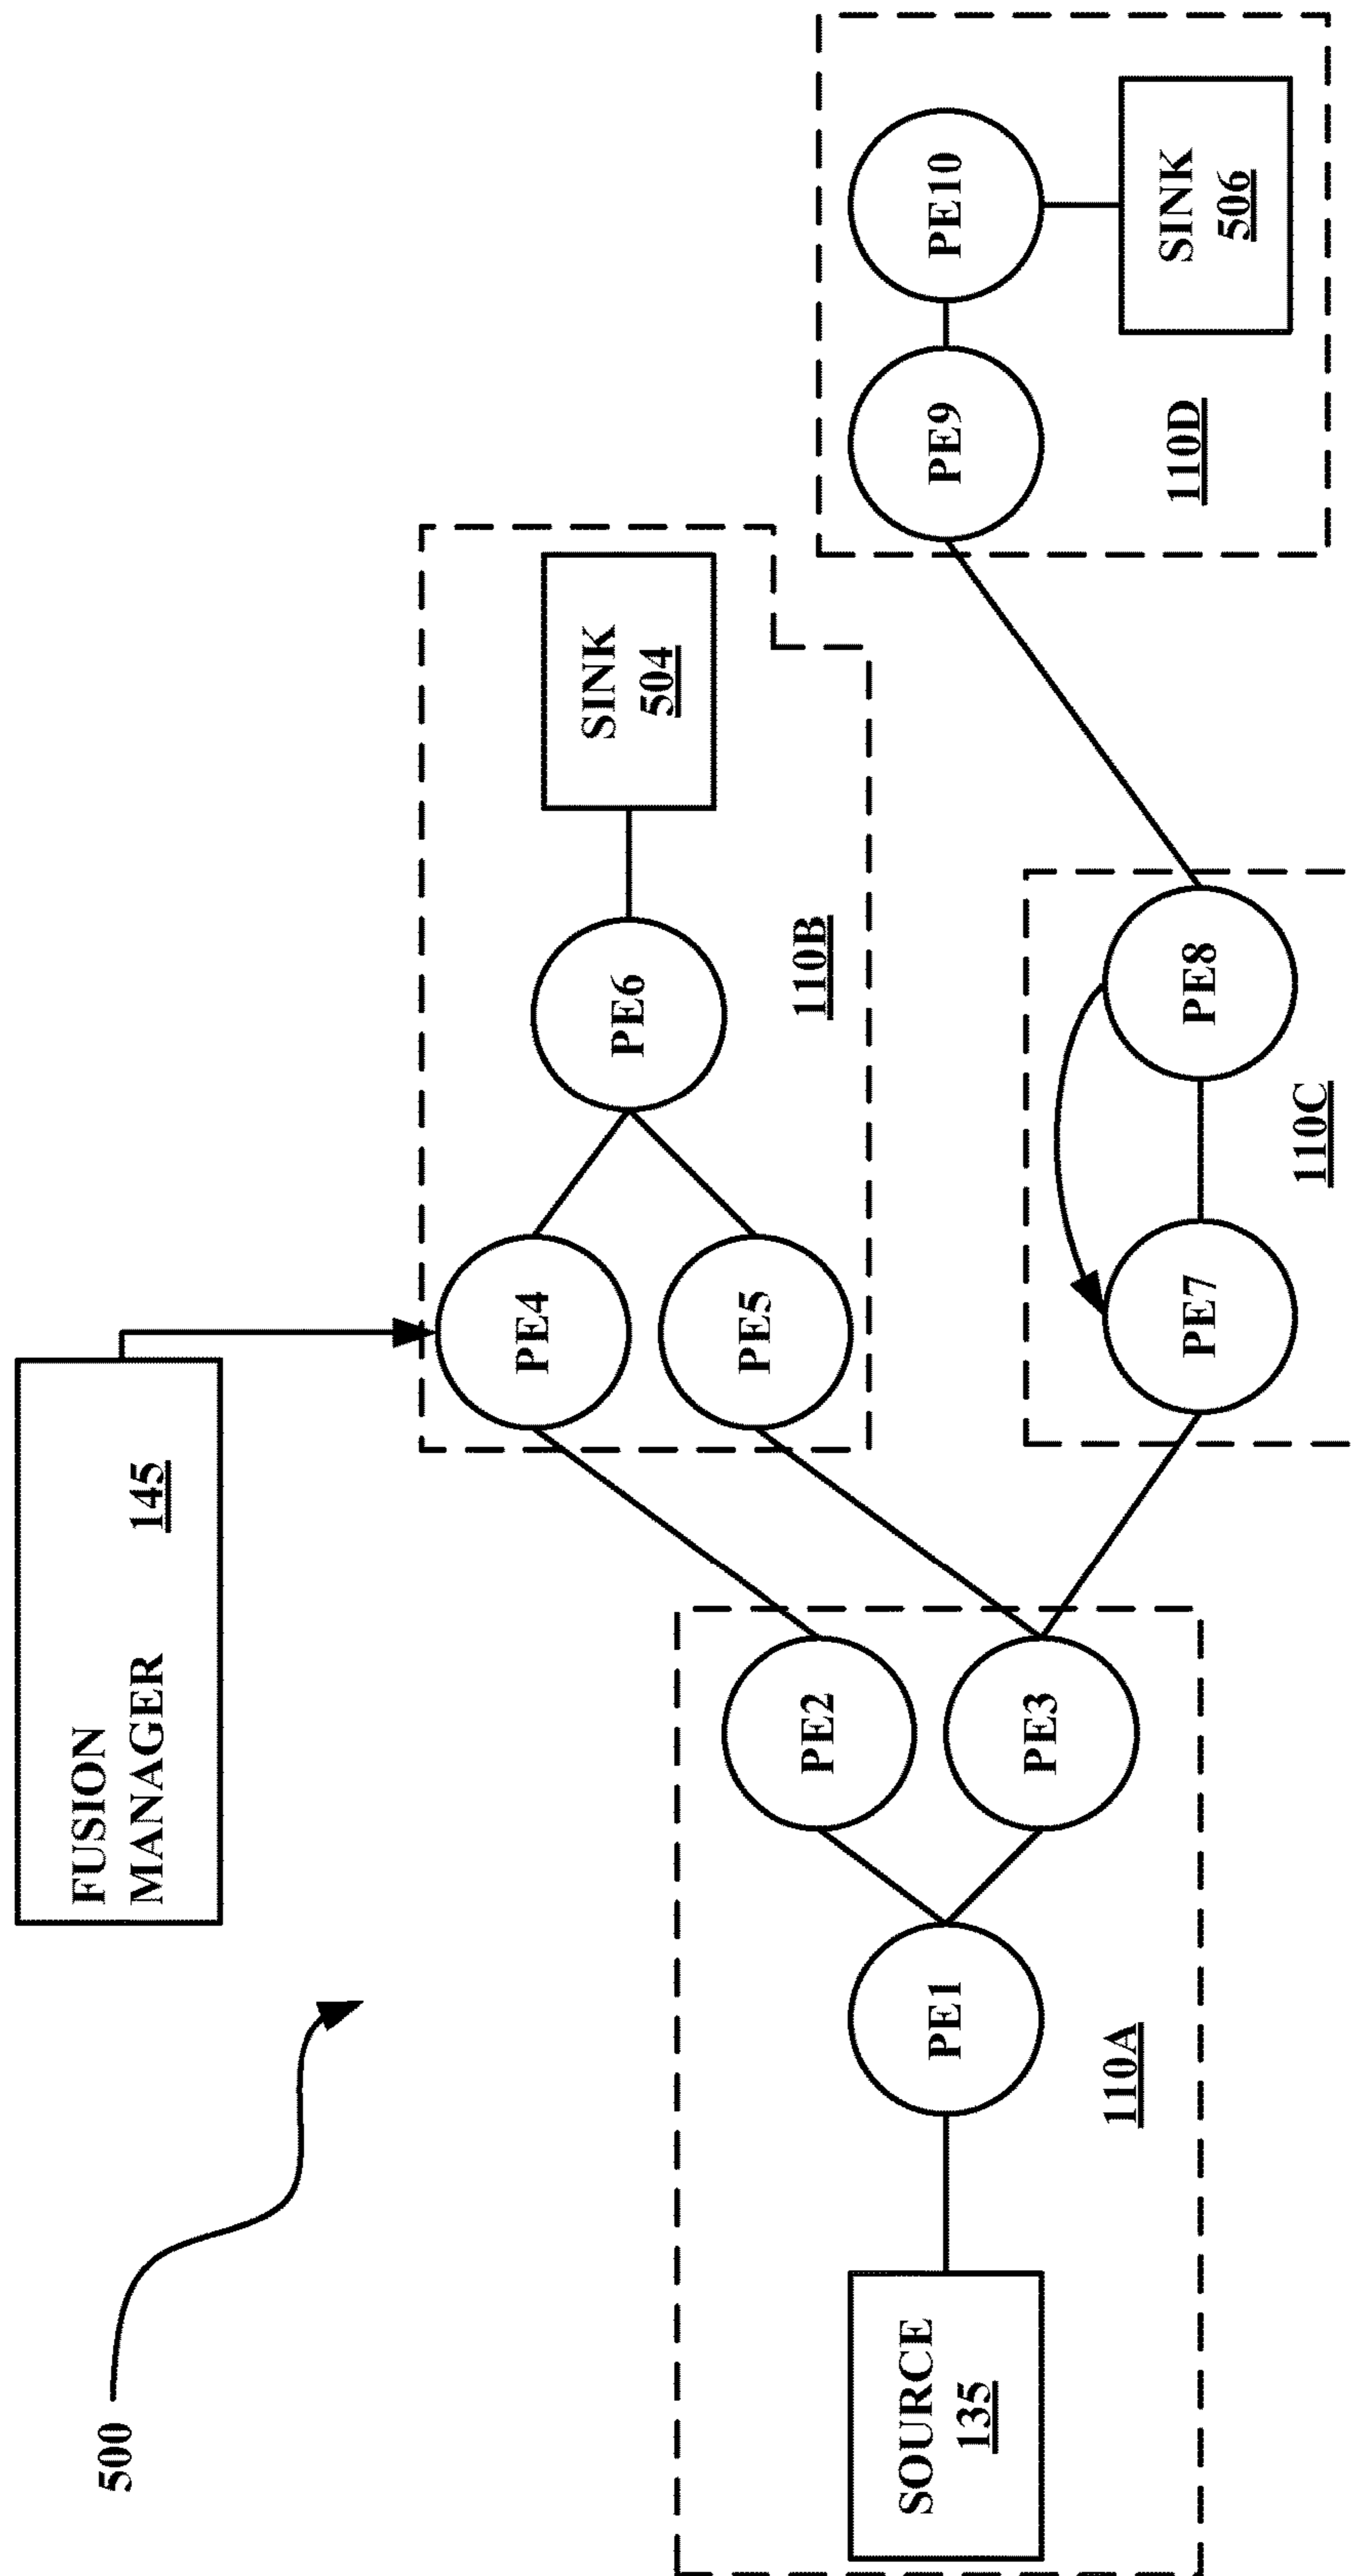 500
FUSION
MANAGER
145
SOURCE
135
PE1
PE2
PE3
110A
PE4
PE5
PE6
SINK
504
110B
PE7
PE8
110C
PE9
PE10
SINK
506
110D